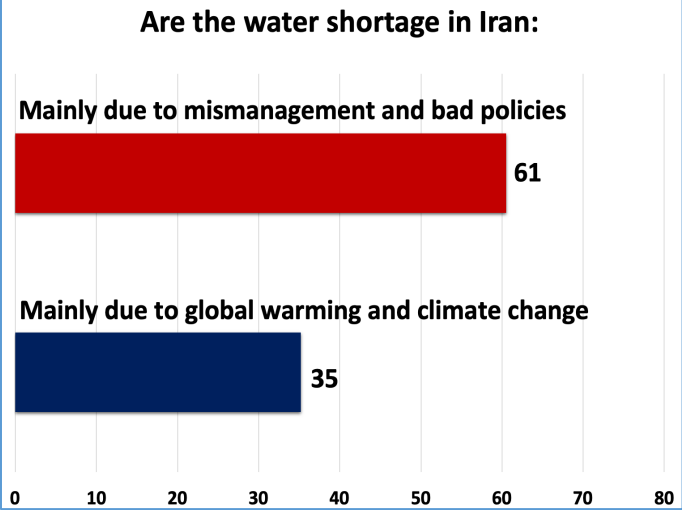 Are the water shortage in Iran:
Mainly due to mismanagement and bad policies
61
Mainly due to global warming and climate change
35
0 10 20 30 40 50 60 70 80